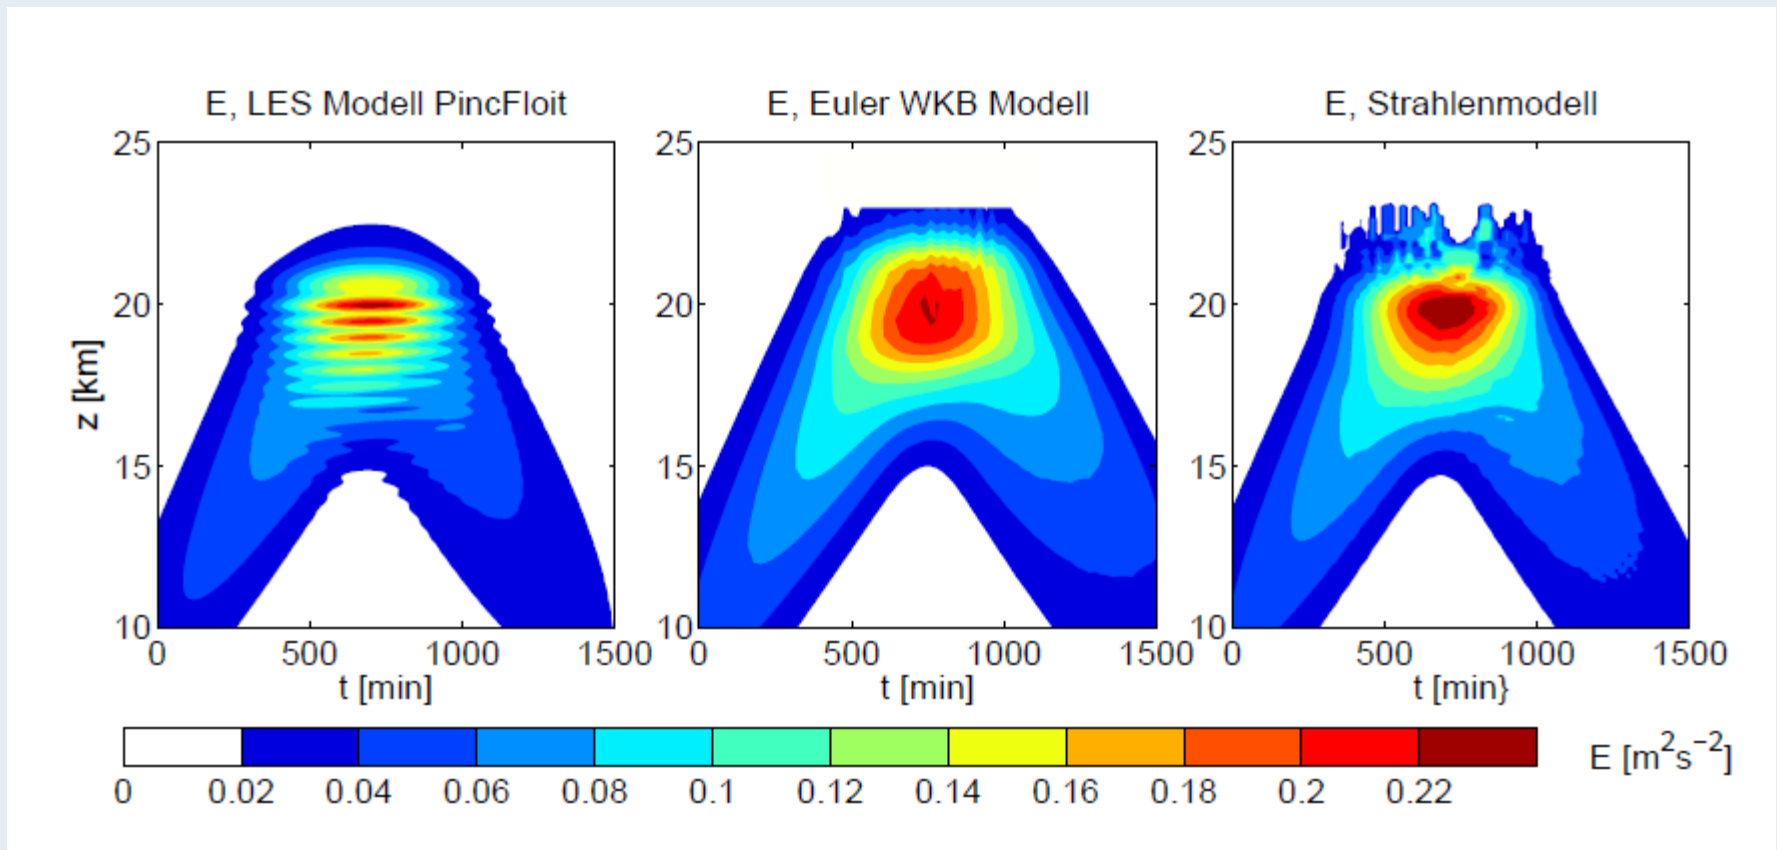 E, LES Modell PincFloit
E, Euler WKB Modell
E, Strahlenmodell
25
20
15
10
z [km]
0 500 1000 1500
t [min]
25
20
15
10
0 500 1000 1500
t [min]
25
20
15
10
0 500 1000 1500
t [min}
0 0.02 0.04 0.06 0.08 0.1 0.12 0.14 0.16 0.18 0.2 0.22
E [m²s⁻²]